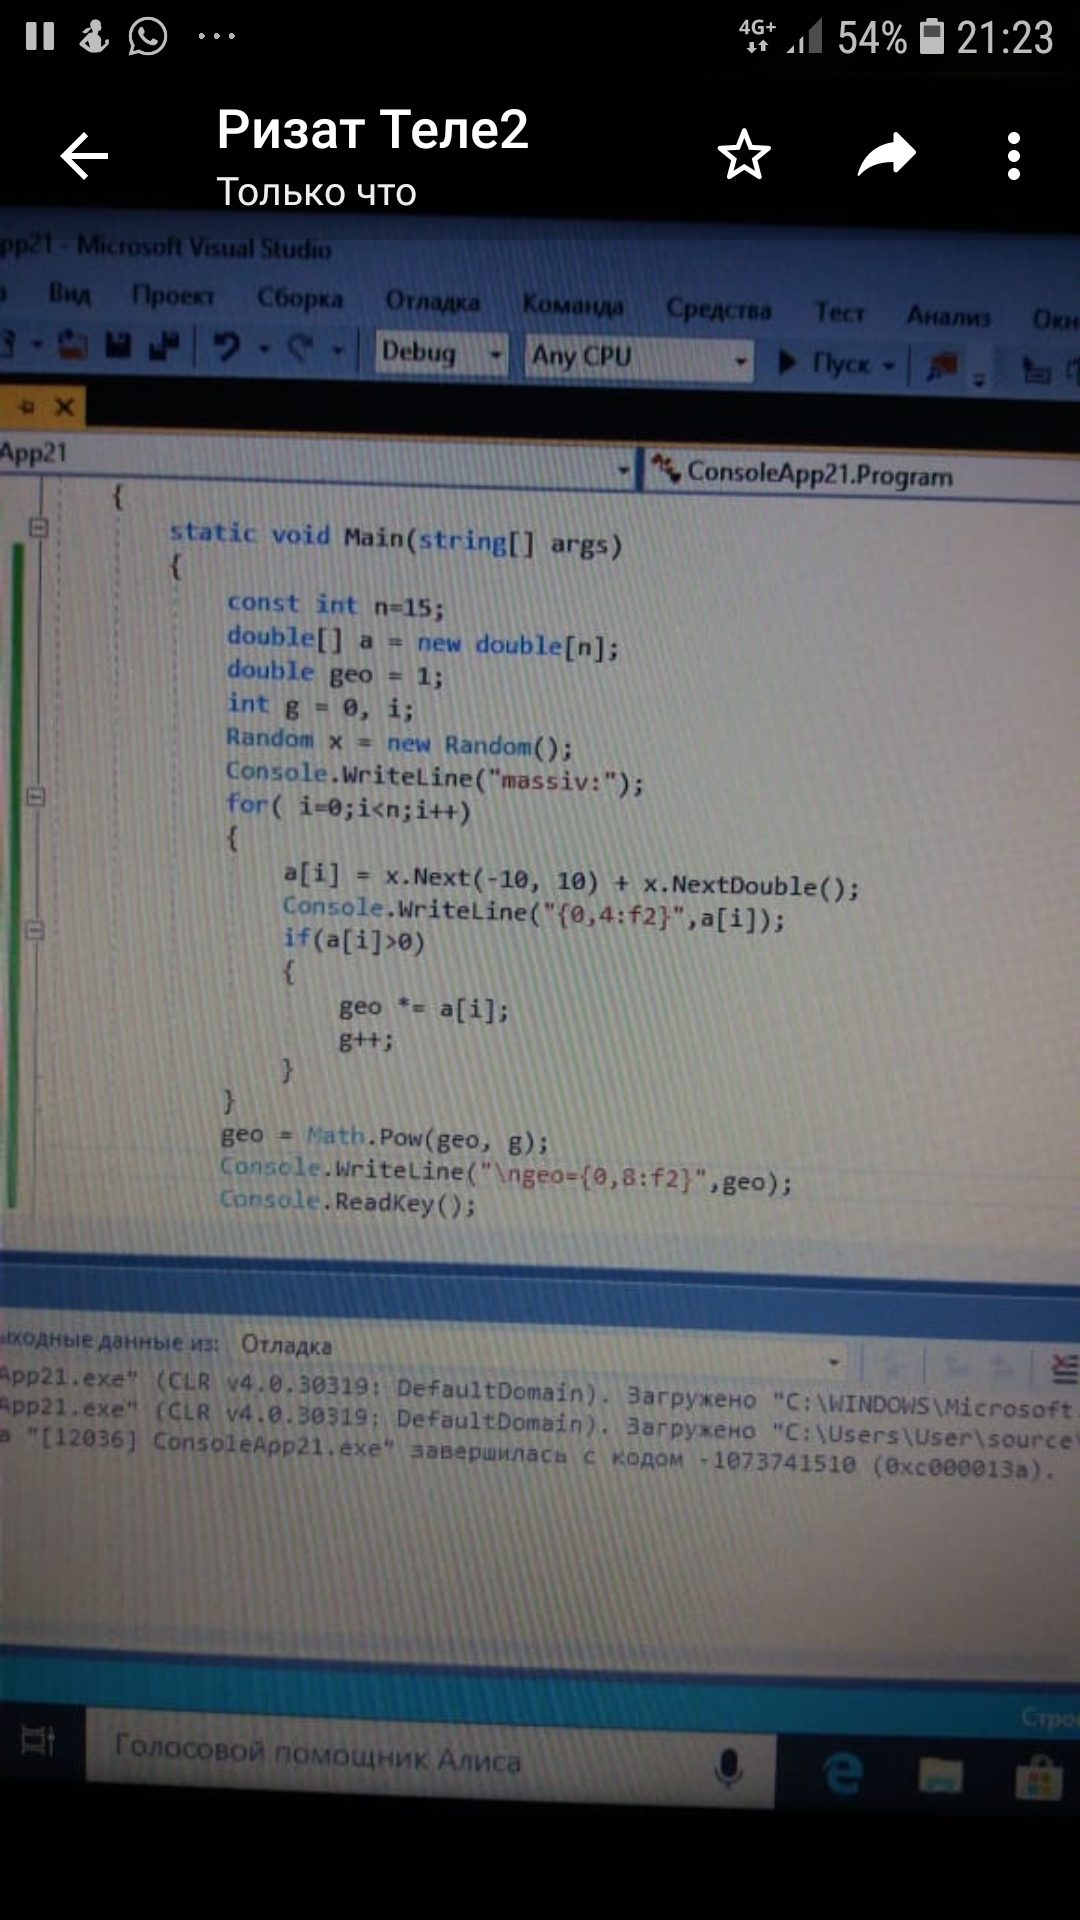 4G+ 54% 21:23
Ризат Теле2
Только что
pp21 - Microsoft Visual Studio
Вид Проект Сборка Отладка Команда Средства Тест Анализ Окн
Debug Any CPU Пуск
App21 ConsoleApp21.Program
{
static void Main(string[] args)
{
const int n=15;
double[] a = new double[n];
double geo = 1;
int g = 0, i;
Random x = new Random();
Console.WriteLine("massiv:");
for( i=0;i<n;i++)
{
a[i] = x.Next(-10, 10) + x.NextDouble();
Console.WriteLine("{0,4:f2}",a[i]);
if(a[i]>0)
{
geo *= a[i];
g++;
}
}
geo = Math.Pow(geo, g);
Console.WriteLine("\ngeo={0,8:f2}",geo);
Console.ReadKey();
ыходные данные из: Отладка
App21.exe" (CLR v4.0.30319: DefaultDomain). Загружено "C:\WINDOWS\Microsoft.
App21.exe" (CLR v4.0.30319: DefaultDomain). Загружено "C:\Users\User\source\
а "[12036] ConsoleApp21.exe" завершилась с кодом -1073741510 (0xc000013a).
Стро
Голосовой помощник Алиса